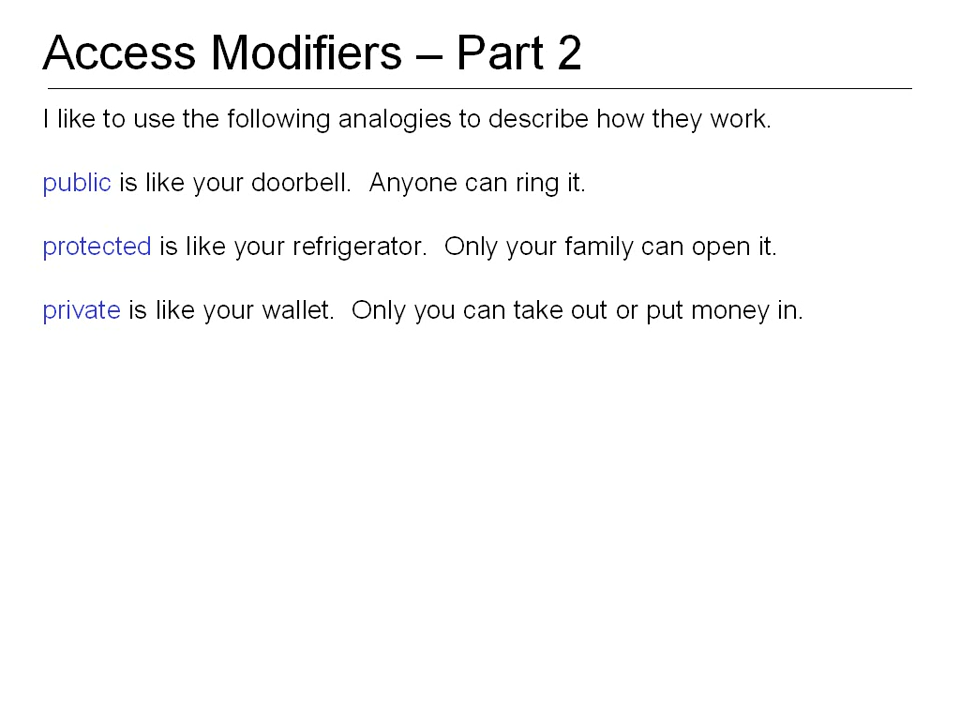 Access Modifiers – Part 2
I like to use the following analogies to describe how they work.
public is like your doorbell.  Anyone can ring it.
protected is like your refrigerator.  Only your family can open it.
private is like your wallet.  Only you can take out or put money in.